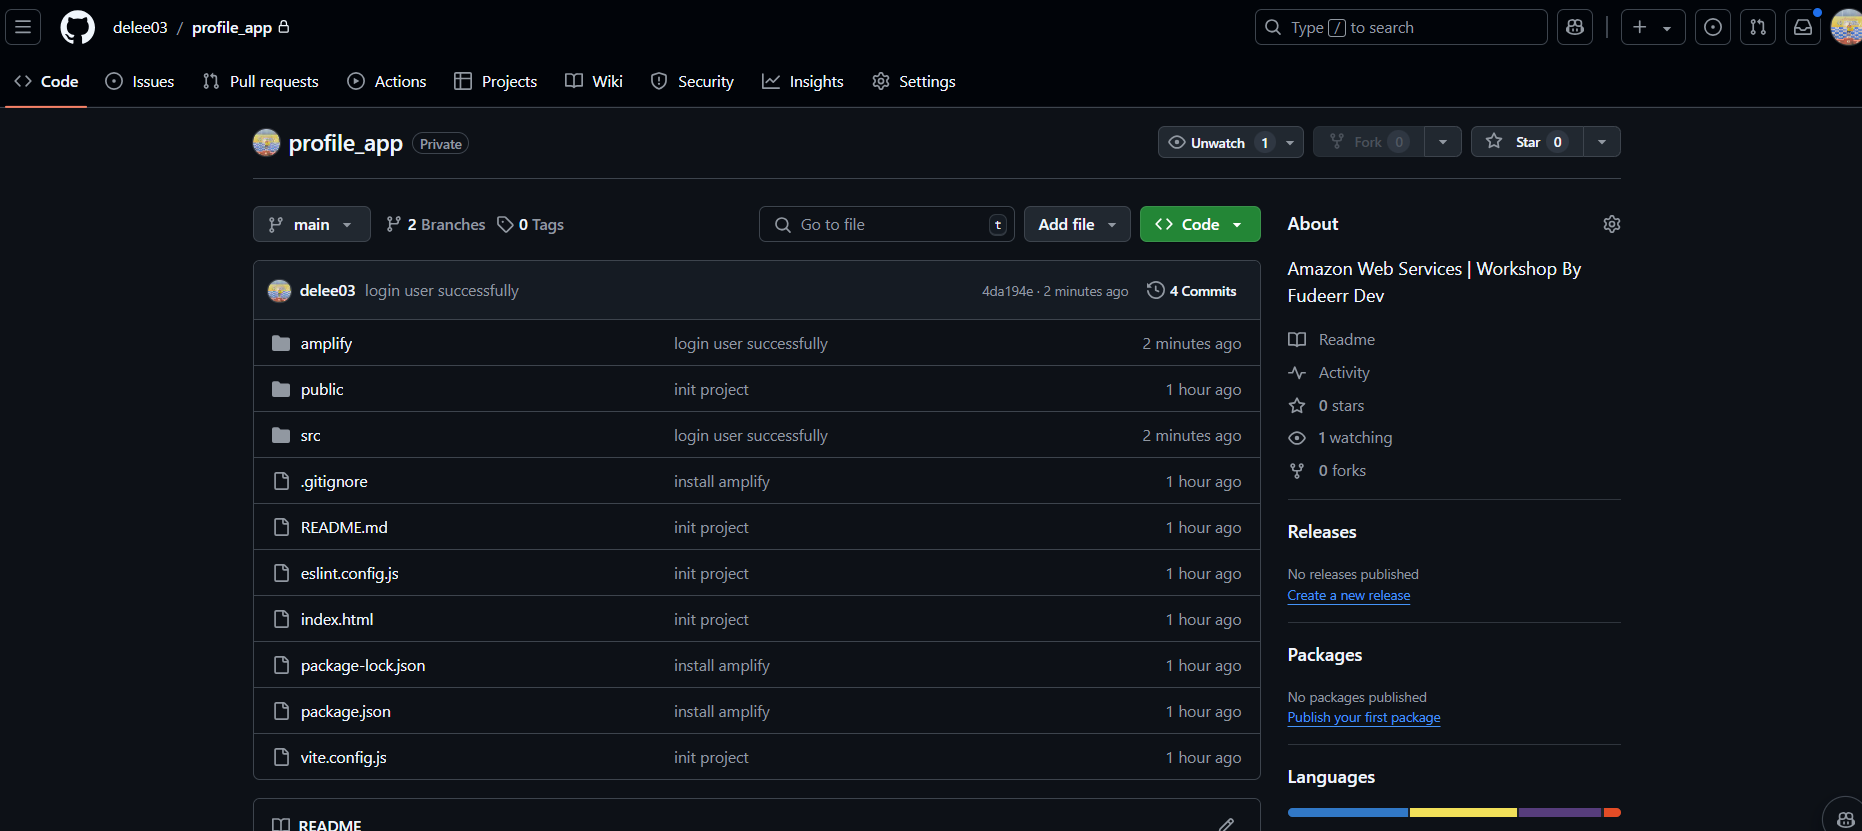 delee03 / profile_app
Type / to search
Code
Issues
Pull requests
Actions
Projects
Wiki
Security
Insights
Settings
profile_app Private
Unwatch 1
Fork 0
Star 0
main
2 Branches
0 Tags
Go to file t
Add file
Code
delee03 login user successfully 4da194e · 2 minutes ago 4 Commits
amplify login user successfully 2 minutes ago
public init project 1 hour ago
src login user successfully 2 minutes ago
.gitignore install amplify 1 hour ago
README.md init project 1 hour ago
eslint.config.js init project 1 hour ago
index.html init project 1 hour ago
package-lock.json install amplify 1 hour ago
package.json install amplify 1 hour ago
vite.config.js init project 1 hour ago
README
About
Amazon Web Services | Workshop By
Fudeerr Dev
Readme
Activity
0 stars
1 watching
0 forks
Releases
No releases published
Create a new release
Packages
No packages published
Publish your first package
Languages